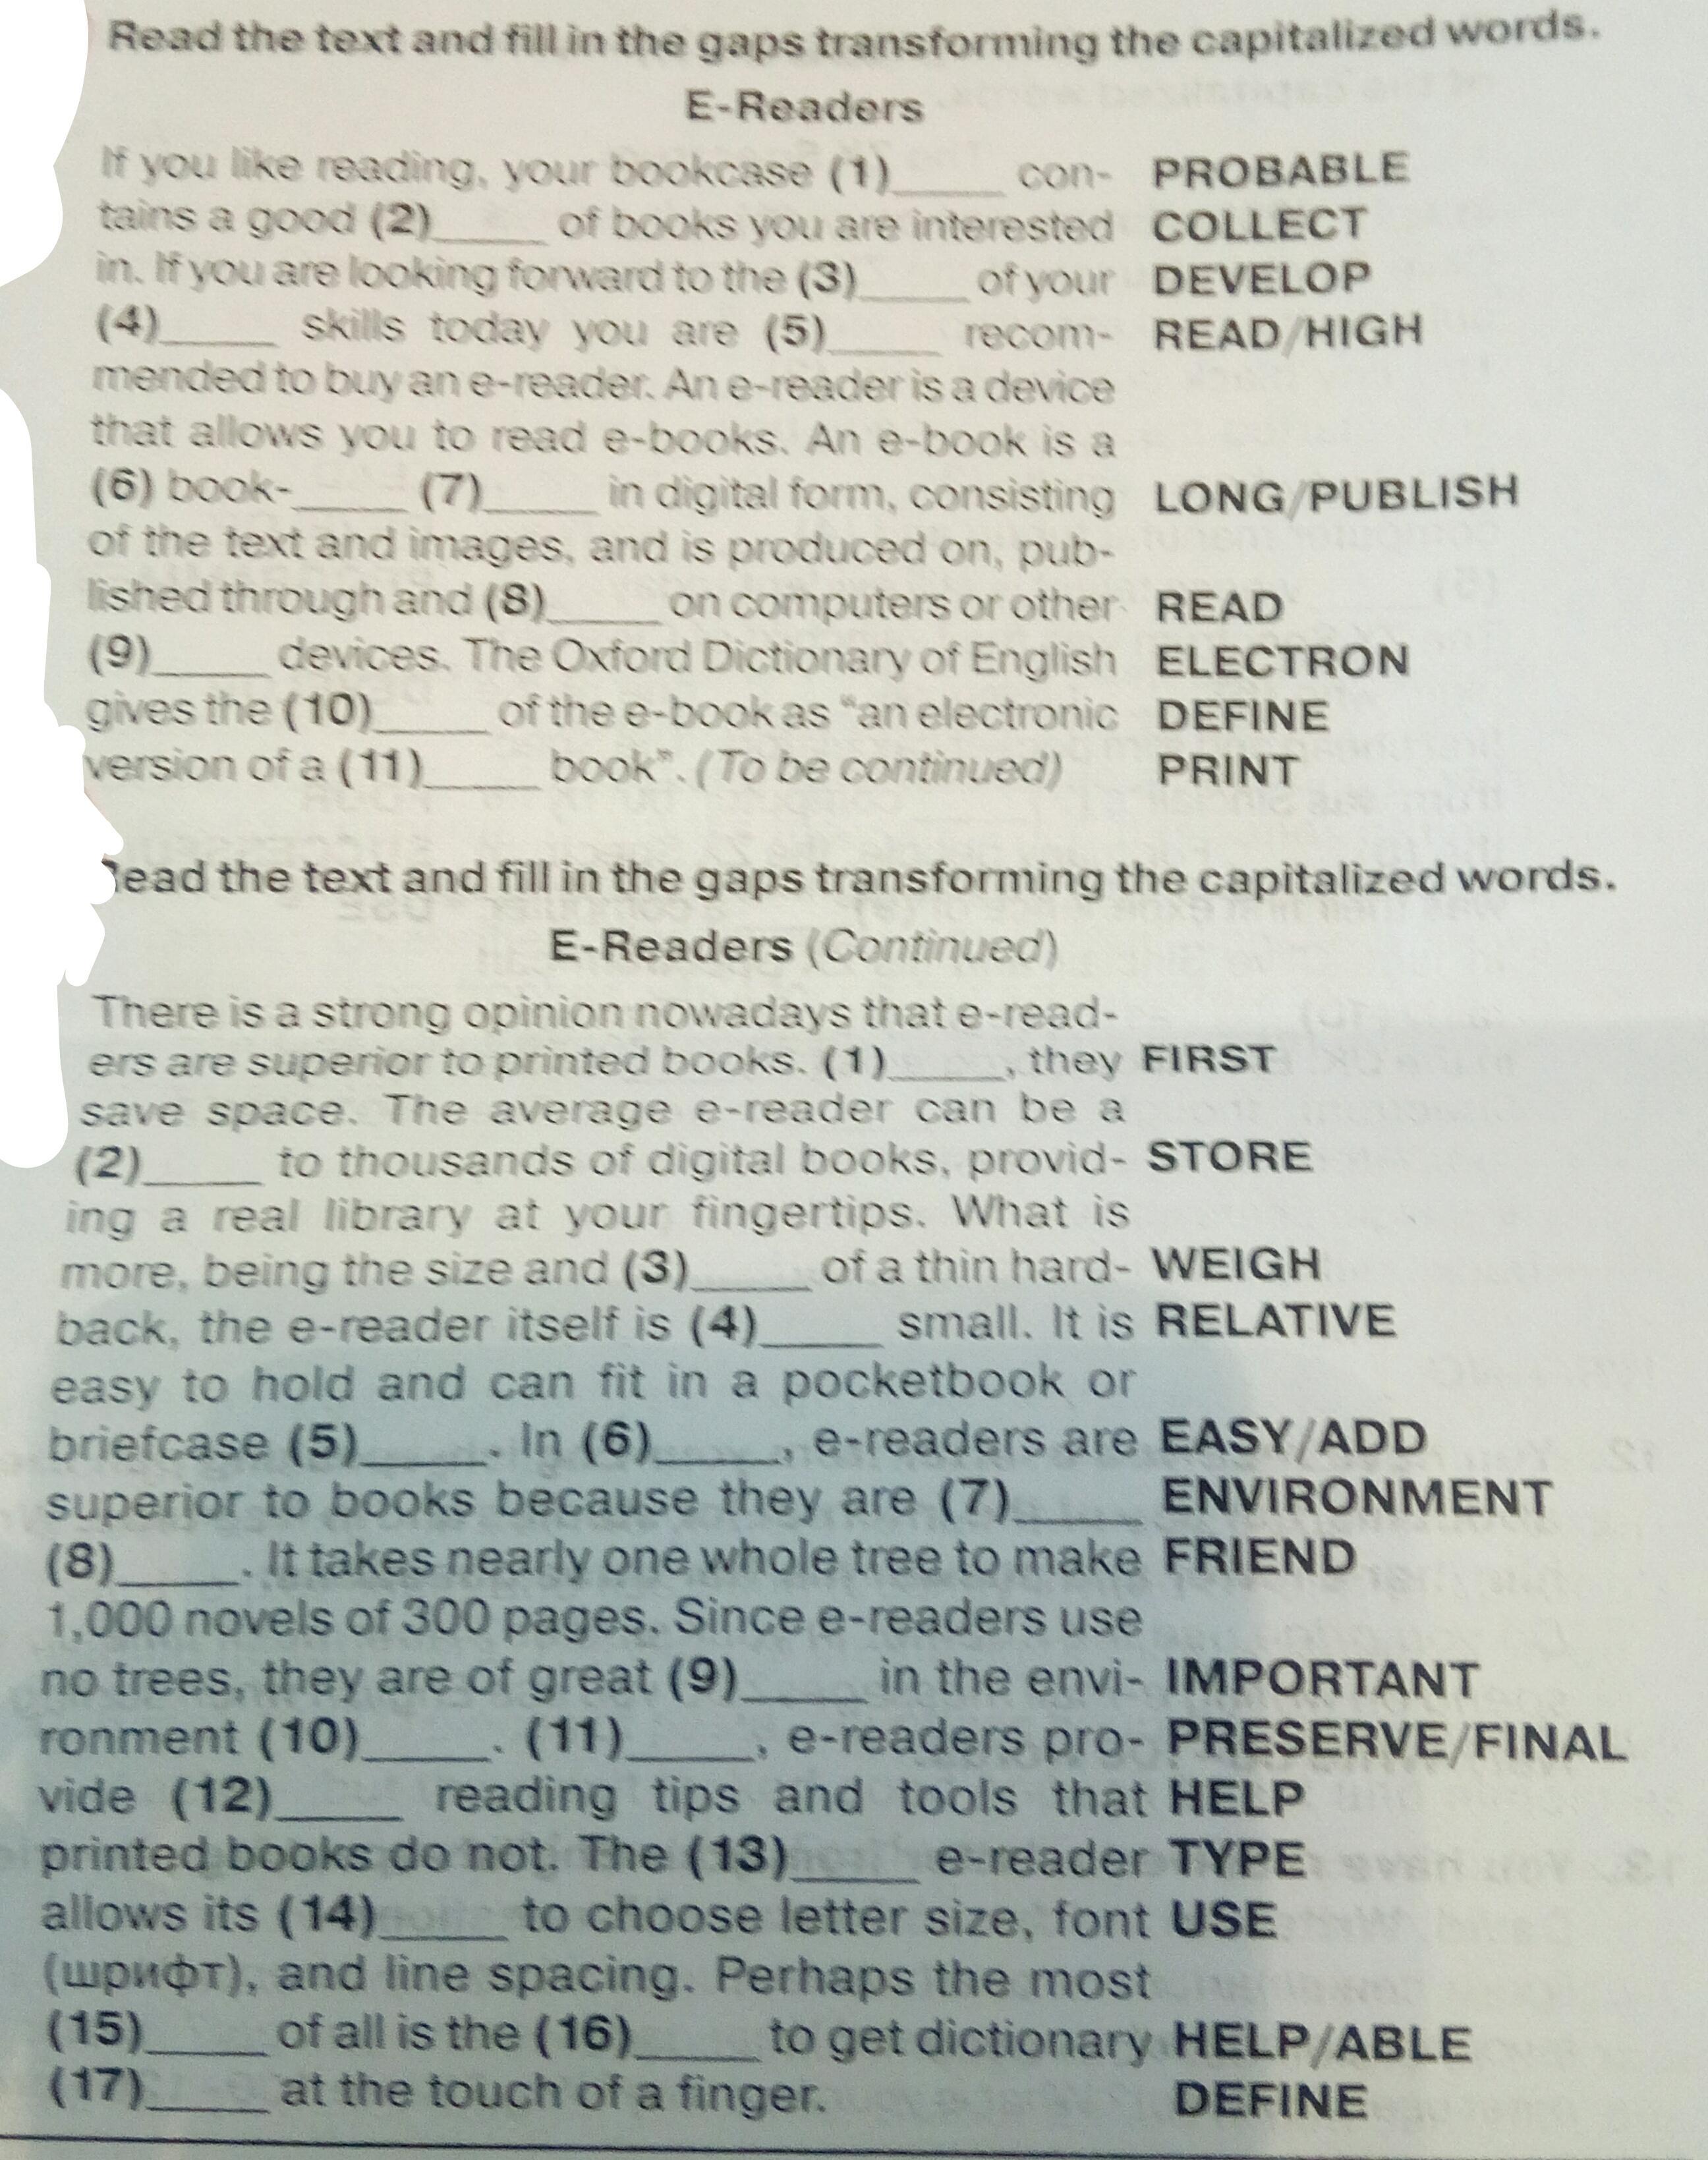 Read the text and fill in the gaps transforming the capitalized words.
E-Readers
If you like reading, your bookcase (1)_____ con- PROBABLE
tains a good (2)_____ of books you are interested COLLECT
in. If you are looking forward to the (3)_____ of your DEVELOP
(4)_____ skills today you are (5)_____ recom- READ/HIGH
mended to buy an e-reader. An e-reader is a device
that allows you to read e-books. An e-book is a
(6) book-_____ (7)_____ in digital form, consisting LONG/PUBLISH
of the text and images, and is produced on, pub-
lished through and (8)_____ on computers or other READ
(9)_____ devices. The Oxford Dictionary of English ELECTRON
gives the (10)_____ of the e-book as “an electronic DEFINE
version of a (11)_____ book”. (To be continued) PRINT
Read the text and fill in the gaps transforming the capitalized words.
E-Readers (Continued)
There is a strong opinion nowadays that e-read-
ers are superior to printed books. (1)_____, they FIRST
save space. The average e-reader can be a
(2)_____ to thousands of digital books, provid- STORE
ing a real library at your fingertips. What is
more, being the size and (3)_____ of a thin hard- WEIGH
back, the e-reader itself is (4)_____ small. It is RELATIVE
easy to hold and can fit in a pocketbook or
briefcase (5)_____. In (6)_____, e-readers are EASY/ADD
superior to books because they are (7)_____ ENVIRONMENT
(8)_____. It takes nearly one whole tree to make FRIEND
1,000 novels of 300 pages. Since e-readers use
no trees, they are of great (9)_____ in the envi- IMPORTANT
ronment (10)_____. (11)_____, e-readers pro- PRESERVE/FINAL
vide (12)_____ reading tips and tools that HELP
printed books do not. The (13)_____ e-reader TYPE
allows its (14)_____ to choose letter size, font USE
(шрифт), and line spacing. Perhaps the most
(15)_____ of all is the (16)_____ to get dictionary HELP/ABLE
(17)_____ at the touch of a finger. DEFINE